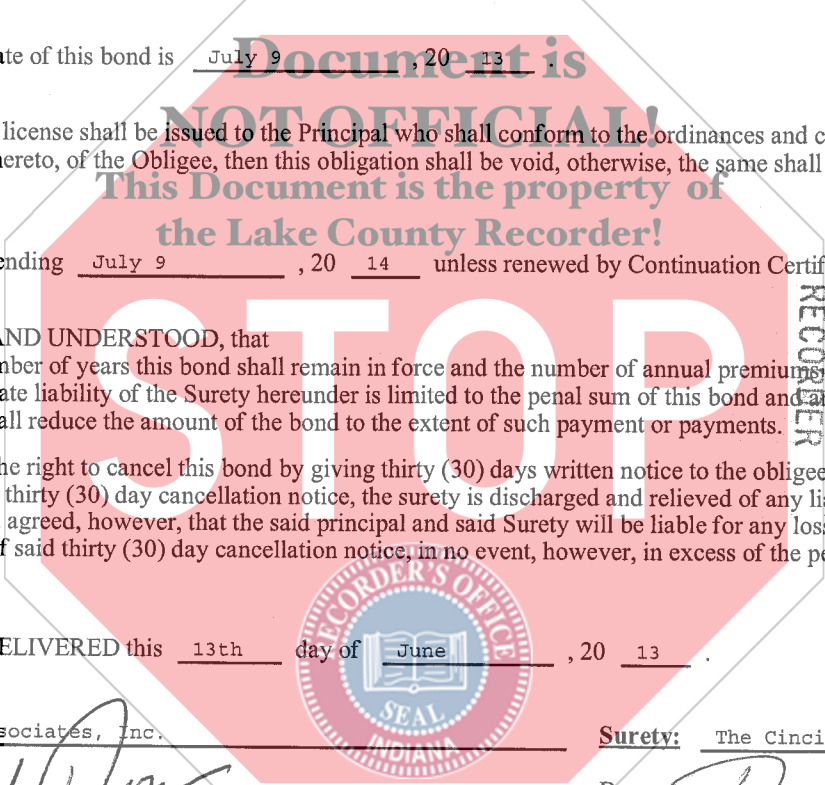 ate of this bond is July 9 , 20 13 .
Document is
NOT OFFICIAL!
license shall be issued to the Principal who shall conform to the ordinances and c
hereto, of the Obligee, then this obligation shall be void, otherwise, the same shall
This Document is the property of
the Lake County Recorder!
ending July 9 , 20 14 unless renewed by Continuation Certif
STOP
RECORDER
AND UNDERSTOOD, that
mber of years this bond shall remain in force and the number of annual premiums
ate liability of the Surety hereunder is limited to the penal sum of this bond and a
all reduce the amount of the bond to the extent of such payment or payments.
he right to cancel this bond by giving thirty (30) days written notice to the obligee
thirty (30) day cancellation notice, the surety is discharged and relieved of any li
agreed, however, that the said principal and said Surety will be liable for any loss
f said thirty (30) day cancellation notice, in no event, however, in excess of the pe
RECORDER'S OFFICE
SEAL
INDIANA
ELIVERED this 13th day of June , 20 13 .
sociates, Inc.
Surety: The Cinci